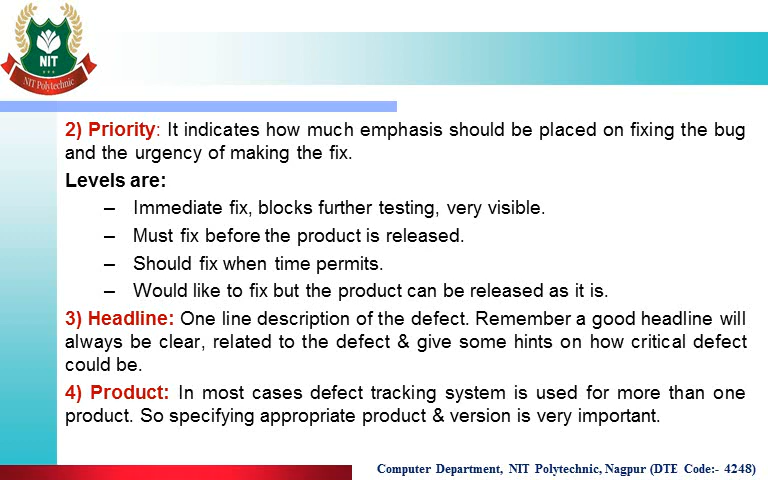 NIT
NIT Polytechnic
2) Priority: It indicates how much emphasis should be placed on fixing the bug
and the urgency of making the fix.
Levels are:
– Immediate fix, blocks further testing, very visible.
– Must fix before the product is released.
– Should fix when time permits.
– Would like to fix but the product can be released as it is.
3) Headline: One line description of the defect. Remember a good headline will
always be clear, related to the defect & give some hints on how critical defect
could be.
4) Product: In most cases defect tracking system is used for more than one
product. So specifying appropriate product & version is very important.
Computer Department, NIT Polytechnic, Nagpur (DTE Code:- 4248)